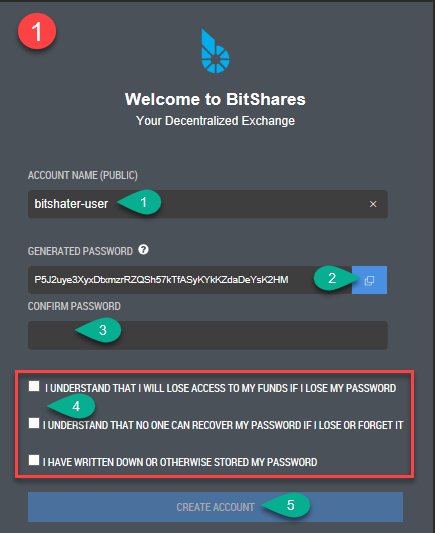 1
Welcome to BitShares
Your Decentralized Exchange
ACCOUNT NAME (PUBLIC)
bitshater-user 1 ×
GENERATED PASSWORD ?
P5J2uye3XyxDtxmzrRZQSh57kTfASyKYkKZdaDeYsK2HM 2
CONFIRM PASSWORD
3
I UNDERSTAND THAT I WILL LOSE ACCESS TO MY FUNDS IF I LOSE MY PASSWORD
4
I UNDERSTAND THAT NO ONE CAN RECOVER MY PASSWORD IF I LOSE OR FORGET IT
I HAVE WRITTEN DOWN OR OTHERWISE STORED MY PASSWORD
CREATE ACCOUNT 5